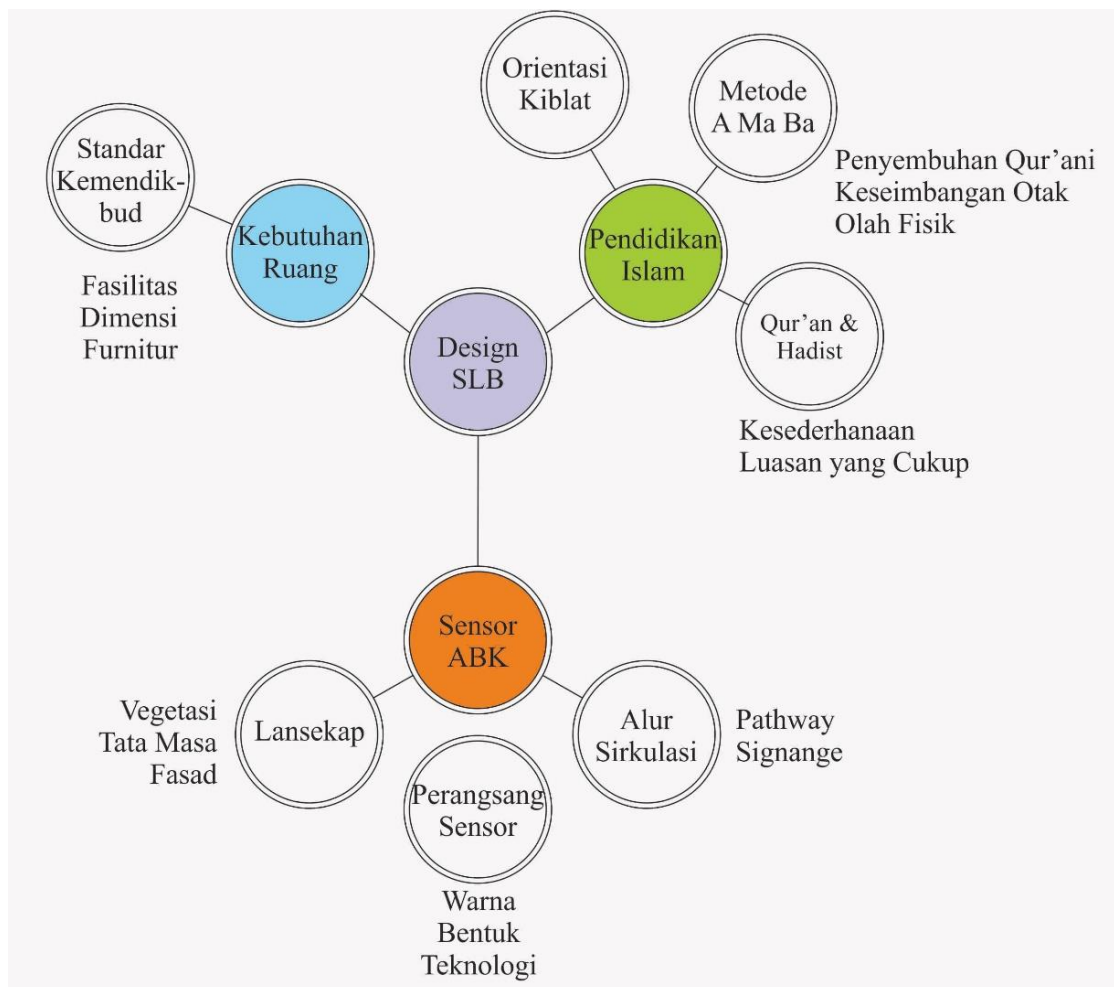 Orientasi
Kiblat
Metode
A Ma Ba
Penyembuhan Qur'ani
Keseimbangan Otak
Olah Fisik
Standar
Kemendik-
bud
Kebutuhan
Ruang
Pendidikan
Islam
Fasilitas
Dimensi
Furnitur
Design
SLB
Qur'an &
Hadist
Kesederhanaan
Luasan yang Cukup
Sensor
ABK
Vegetasi
Tata Masa
Fasad
Lansekap
Alur
Sirkulasi
Pathway
Signange
Perangsang
Sensor
Warna
Bentuk
Teknologi